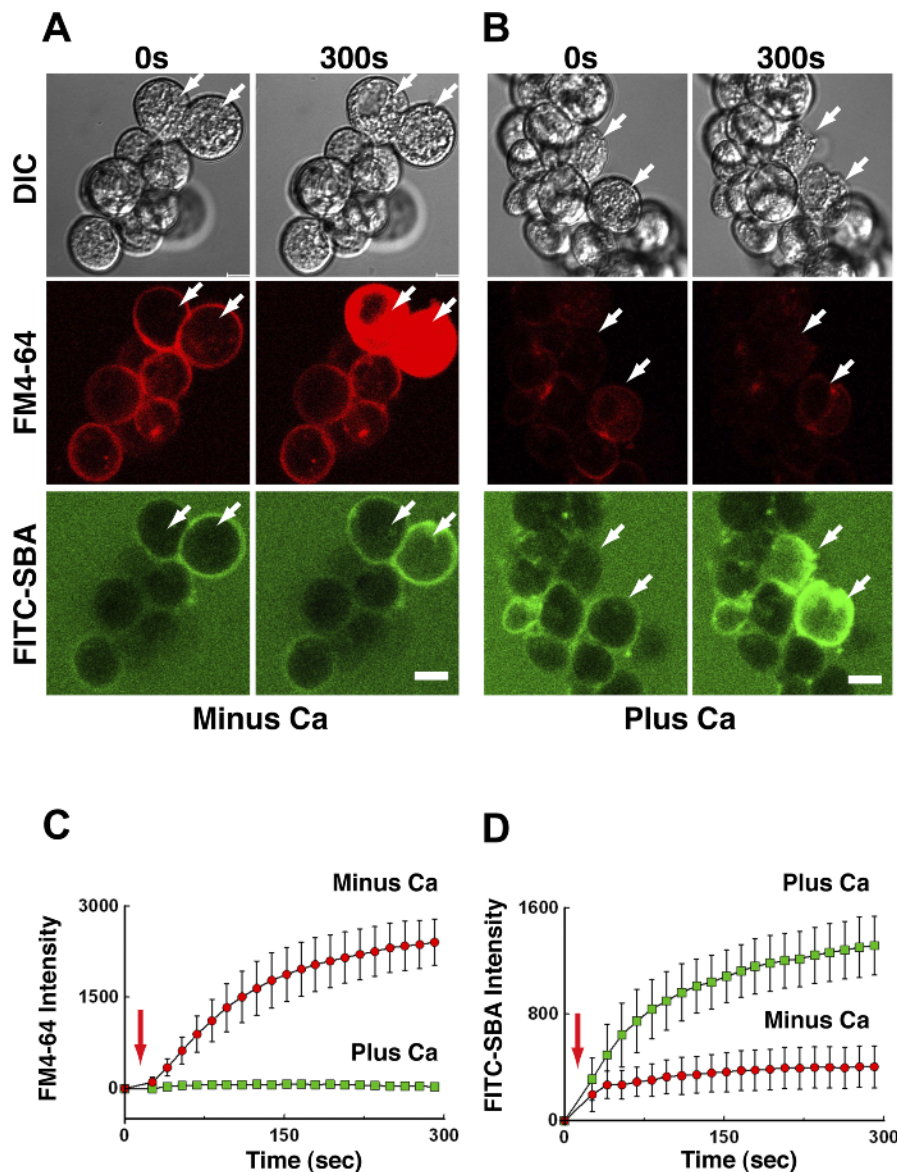 A
B
0s
300s
0s
300s
DIC
FM4-64
FITC-SBA
Minus Ca
Plus Ca
C
D
Minus Ca
Plus Ca
FM4-64 Intensity
3000
1500
0
0
150
300
Time (sec)
Plus Ca
Minus Ca
FITC-SBA Intensity
1600
800
0
0
150
300
Time (sec)